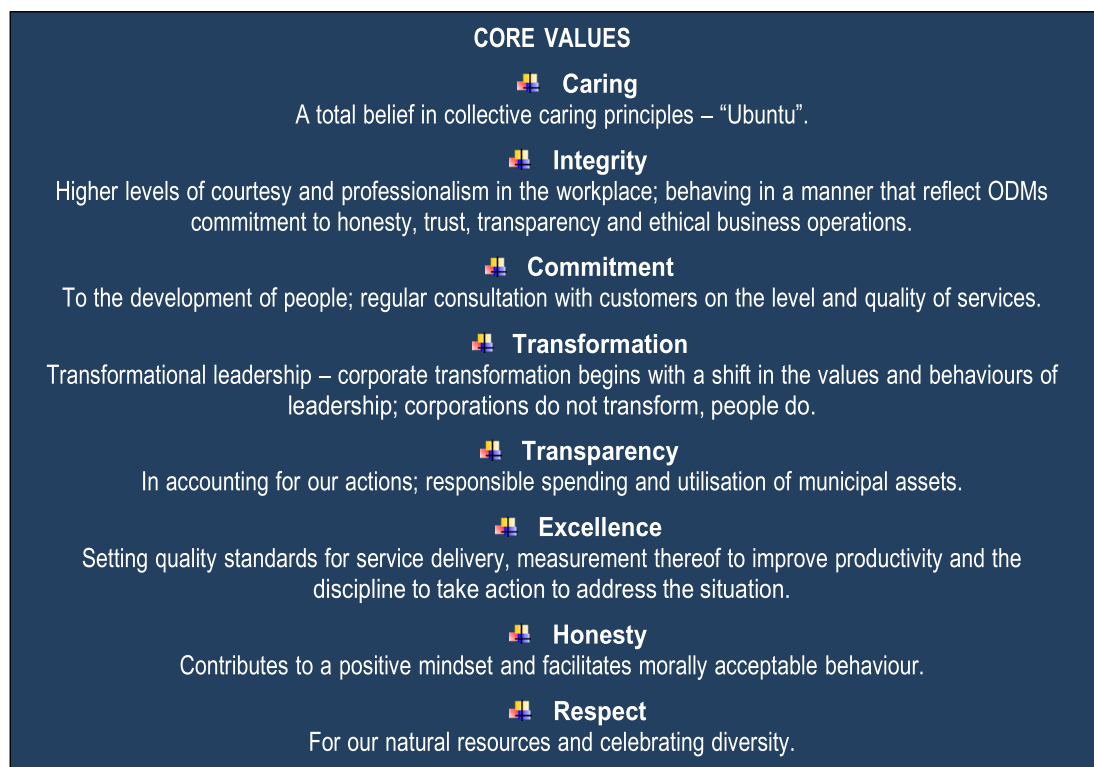 CORE VALUES
Caring
A total belief in collective caring principles – “Ubuntu”.
Integrity
Higher levels of courtesy and professionalism in the workplace; behaving in a manner that reflect ODMs
commitment to honesty, trust, transparency and ethical business operations.
Commitment
To the development of people; regular consultation with customers on the level and quality of services.
Transformation
Transformational leadership – corporate transformation begins with a shift in the values and behaviours of
leadership; corporations do not transform, people do.
Transparency
In accounting for our actions; responsible spending and utilisation of municipal assets.
Excellence
Setting quality standards for service delivery, measurement thereof to improve productivity and the
discipline to take action to address the situation.
Honesty
Contributes to a positive mindset and facilitates morally acceptable behaviour.
Respect
For our natural resources and celebrating diversity.